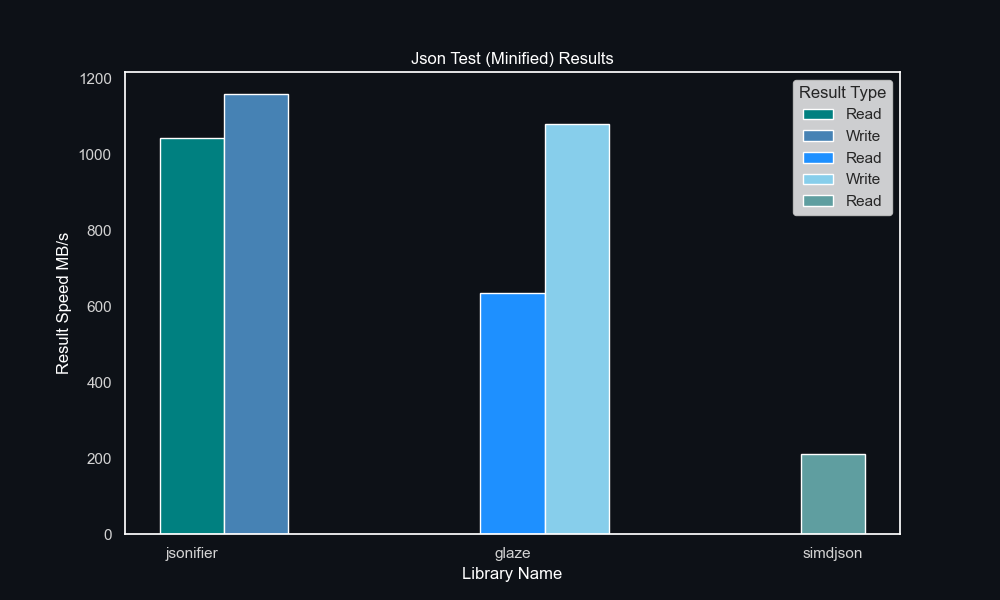 Json Test (Minified) Results
1200
1000
800
600
400
200
0
Result Speed MB/s
Result Type
Read
Write
Read
Write
Read
jsonifier
glaze
simdjson
Library Name